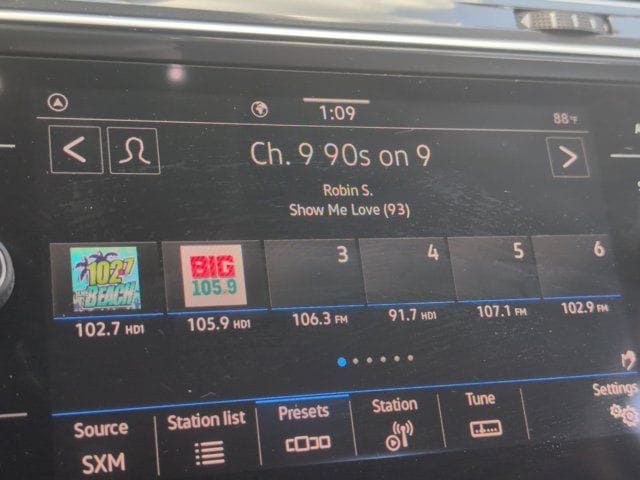 1:09
88°F
Ch. 9 90s on 9
Robin S.
Show Me Love (93)
102.7
BEACH
BIG
105.9
3
4
5
6
102.7 HD1
105.9 HD1
106.3 FM
91.7 HD1
107.1 FM
102.9 FM
Source
SXM
Station list
Presets
Station
Tune
Settings